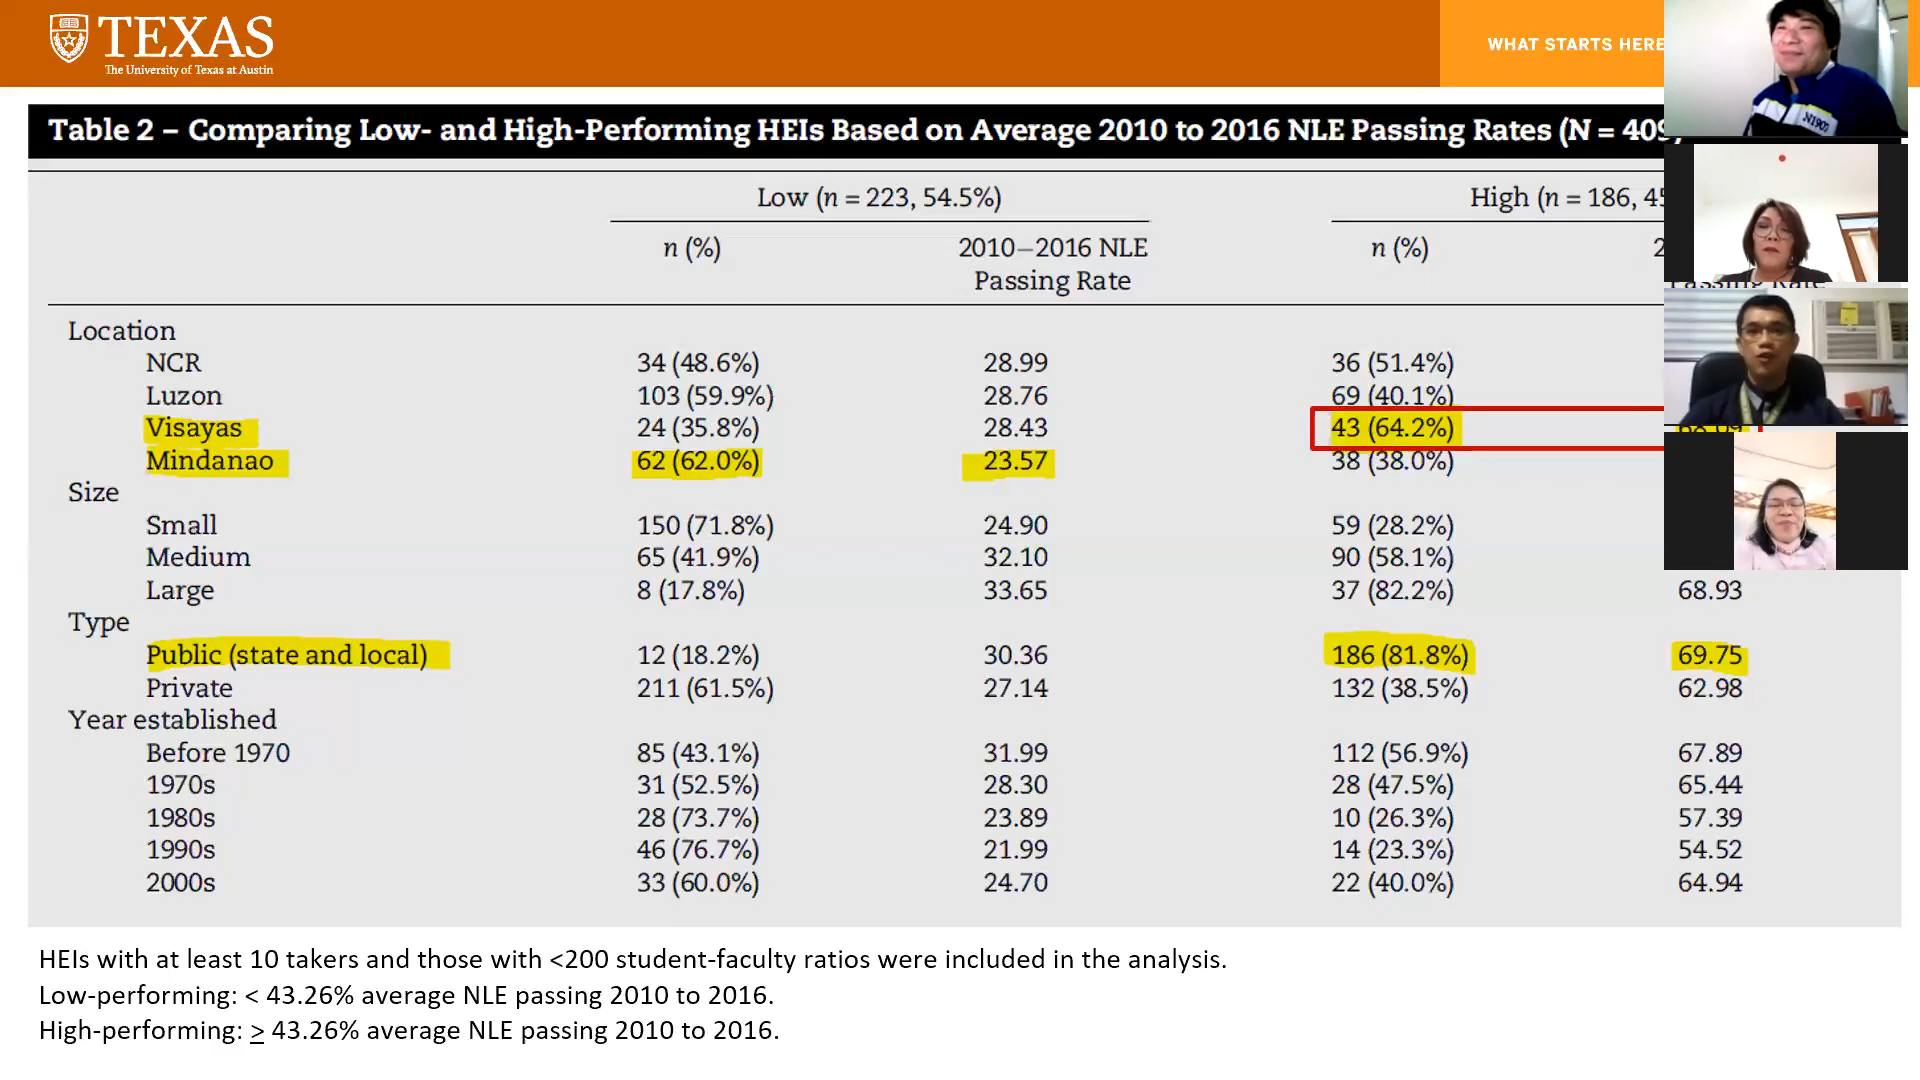 TEXAS
The University of Texas at Austin
WHAT STARTS HERE
Table 2 – Comparing Low- and High-Performing HEIs Based on Average 2010 to 2016 NLE Passing Rates (N = 409)
Low (n = 223, 54.5%) High (n = 186, 45
n (%) 2010–2016 NLE n (%) 2
Passing Rate Passing Rate
Location
NCR 34 (48.6%) 28.99 36 (51.4%)
Luzon 103 (59.9%) 28.76 69 (40.1%)
Visayas 24 (35.8%) 28.43 43 (64.2%)
Mindanao 62 (62.0%) 23.57 38 (38.0%)
Size
Small 150 (71.8%) 24.90 59 (28.2%)
Medium 65 (41.9%) 32.10 90 (58.1%)
Large 8 (17.8%) 33.65 37 (82.2%) 68.93
Type
Public (state and local) 12 (18.2%) 30.36 186 (81.8%) 69.75
Private 211 (61.5%) 27.14 132 (38.5%) 62.98
Year established
Before 1970 85 (43.1%) 31.99 112 (56.9%) 67.89
1970s 31 (52.5%) 28.30 28 (47.5%) 65.44
1980s 28 (73.7%) 23.89 10 (26.3%) 57.39
1990s 46 (76.7%) 21.99 14 (23.3%) 54.52
2000s 33 (60.0%) 24.70 22 (40.0%) 64.94
HEIs with at least 10 takers and those with <200 student-faculty ratios were included in the analysis.
Low-performing: < 43.26% average NLE passing 2010 to 2016.
High-performing: > 43.26% average NLE passing 2010 to 2016.